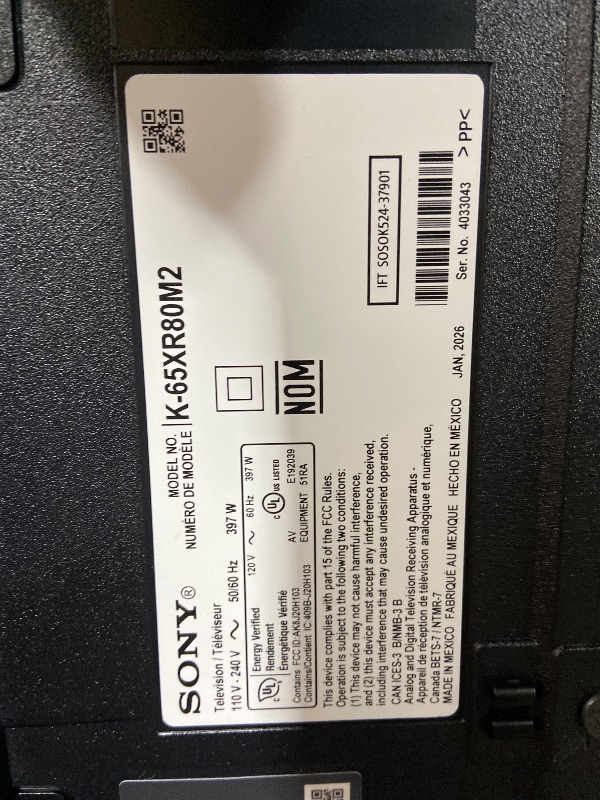 SONY®
MODEL NO.
NUMÉRO DE MODÈLE
K-65XR80M2
Television / Téléviseur
110 V - 240 V ～ 50/60 Hz 397 W
Energy Verified
Rendement
Énergétique Vérifié
120 V ～ 60 Hz 397 W
c UL US LISTED
AV E192039
EQUIPMENT 51RA
Contains FCC ID: AK8J20H103
Contains/Contient IC:409B-J20H103
NOM
This device complies with part 15 of the FCC Rules.
Operation is subject to the following two conditions:
(1) This device may not cause harmful interference,
and (2) this device must accept any interference received,
including interference that may cause undesired operation.
CAN ICES-3 B/NMB-3 B
Analog and Digital Television Receiving Apparatus -
Appareil de réception de télévision analogique et numérique,
Canada BETS-7 / NTMR-7
MADE IN MEXICO FABRIQUÉ AU MEXIQUE HECHO EN MÉXICO JAN, 2026
IFT SOSOK524-37901
Ser. No. 4033043
> PP<